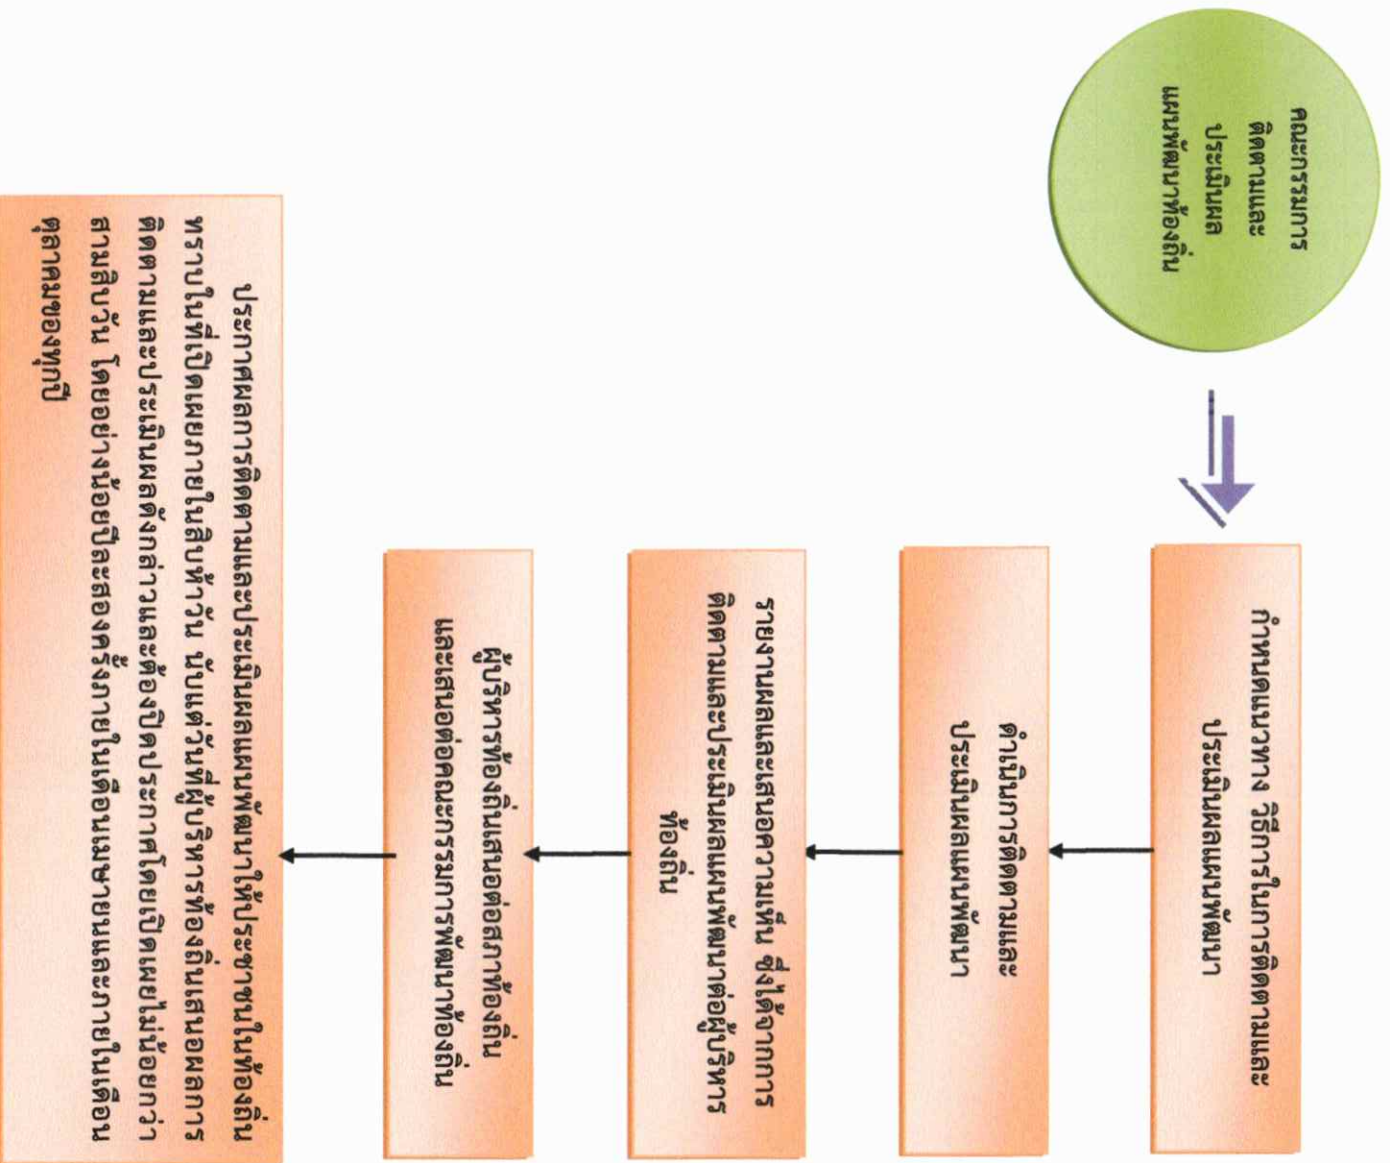 คณะกรรมการ
ติดตามและ
ประเมินผล
แผนพัฒนาท้องถิ่น
กำหนดแนวทาง วิธีการในการติดตามและ
ประเมินผลแผนพัฒนา
ดำเนินการติดตามและ
ประเมินผลแผนพัฒนา
รายงานผลและเสนอความเห็น ซึ่งได้จากการ
ติดตามและประเมินผลแผนพัฒนาต่อผู้บริหาร
ท้องถิ่น
ผู้บริหารท้องถิ่นเสนอต่อสภาท้องถิ่น
และเสนอต่อคณะกรรมการพัฒนาท้องถิ่น
ประกาศผลการติดตามและประเมินผลแผนพัฒนาให้ประชาชนในท้องถิ่น
ทราบในที่เปิดเผยภายในสิบห้าวัน นับแต่วันที่ผู้บริหารท้องถิ่นเสนอผลการ
ติดตามและประเมินผลดังกล่าวและต้องปิดประกาศโดยเปิดเผยไม่น้อยกว่า
สามสิบวัน โดยอย่างน้อยปีละสองครั้งภายในเดือนเมษายนและภายในเดือน
ตุลาคมของทุกปี